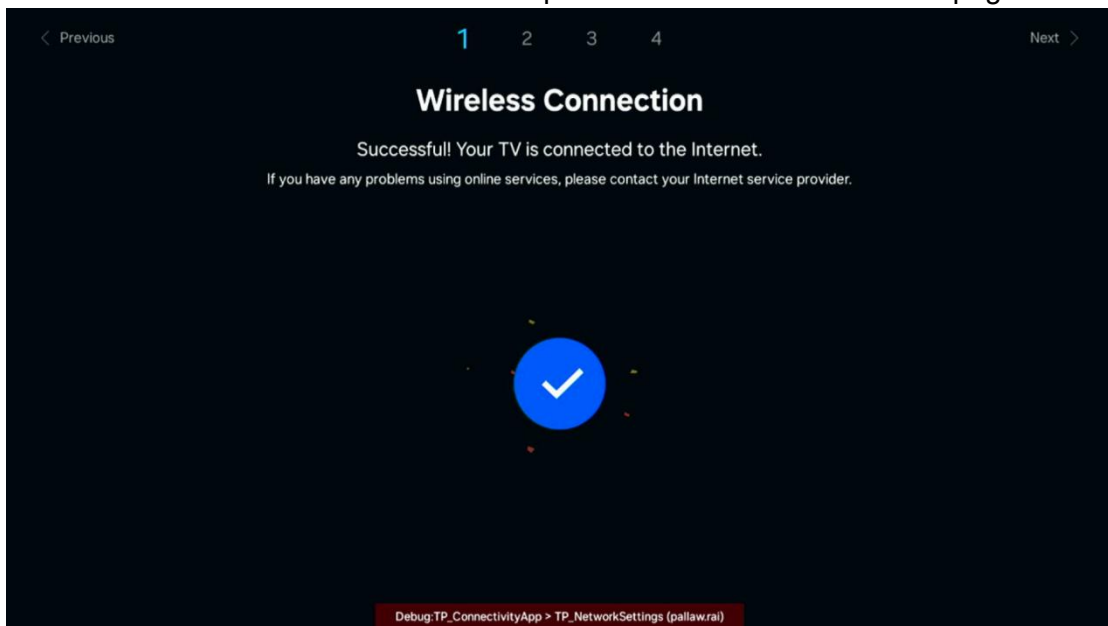 Previous
1 2 3 4
Next
Wireless Connection
Successful! Your TV is connected to the Internet.
If you have any problems using online services, please contact your Internet service provider.
Debug:TP_ConnectivityApp > TP_NetworkSettings (pallaw.rai)